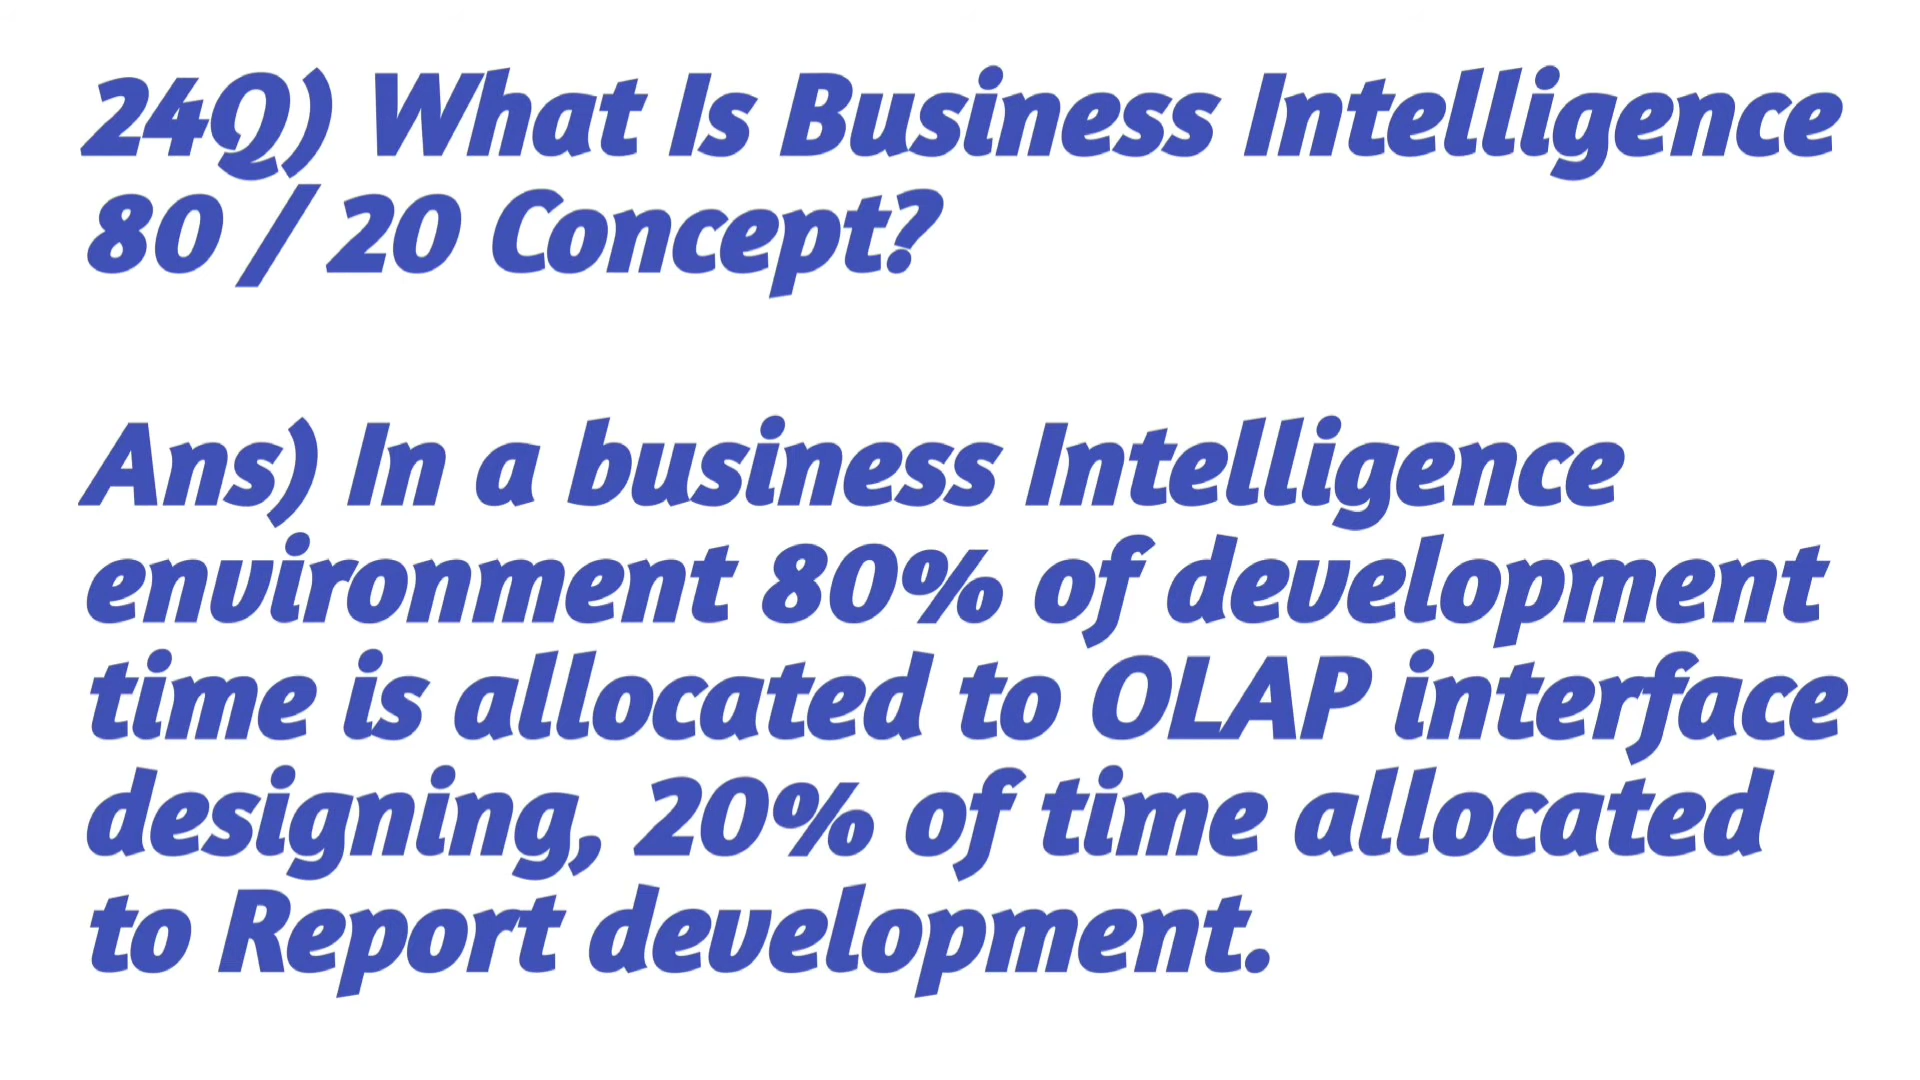 24Q) What Is Business Intelligence
80 / 20 Concept?
Ans) In a business Intelligence
environment 80% of development
time is allocated to OLAP interface
designing, 20% of time allocated
to Report development.